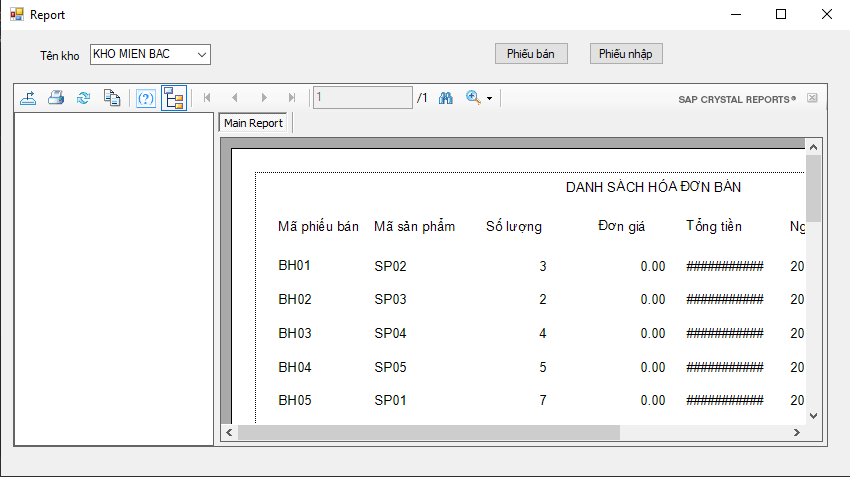 Report
Tên kho KHO MIEN BAC Phiếu bán Phiếu nhập
1 /1 SAP CRYSTAL REPORTS®
Main Report
DANH SÁCH HÓA ĐƠN BÁN
Mã phiếu bán Mã sản phẩm Số lượng Đơn giá Tổng tiền Ng
BH01 SP02 3 0.00 ########### 20
BH02 SP03 2 0.00 ########### 20
BH03 SP04 4 0.00 ########### 20
BH04 SP05 5 0.00 ########### 20
BH05 SP01 7 0.00 ########### 20